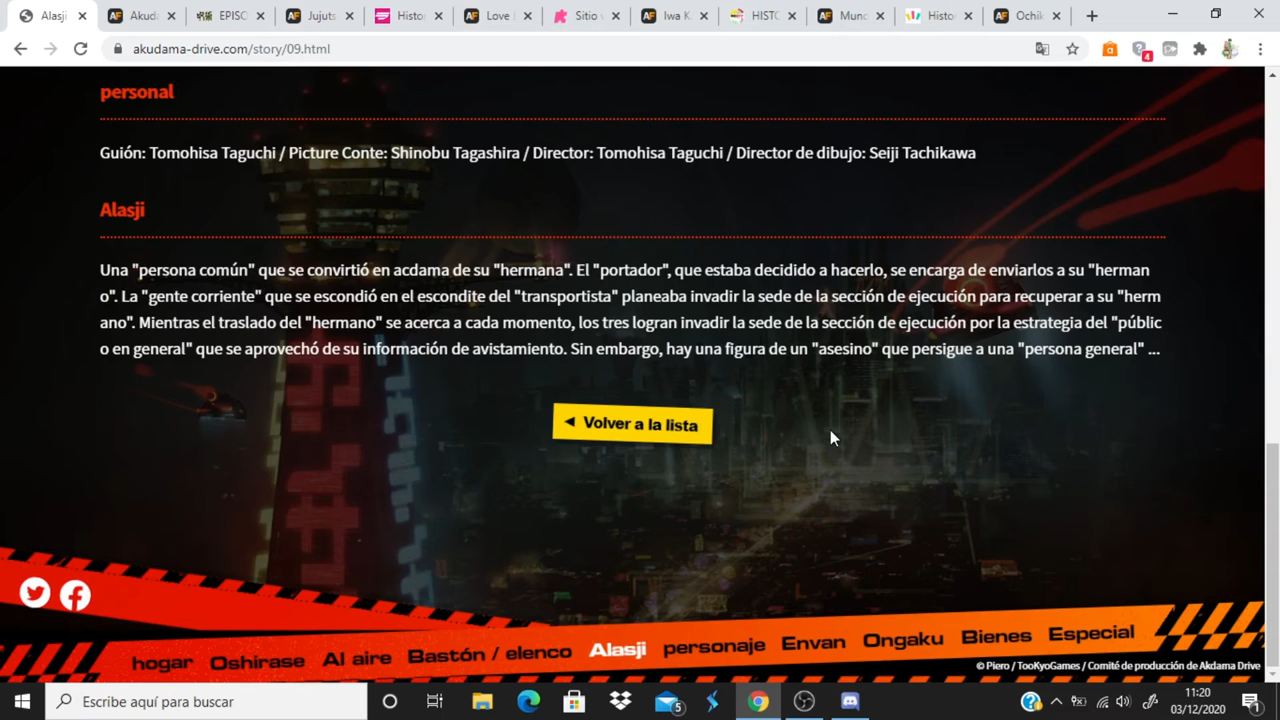 Alasji
Akuda
EPISO
Jujuts
Histor
Love l
Sitio v
Iwa K
HISTC
Munc
Histo
Ochik
akudama-drive.com/story/09.html
4
personal
Guión: Tomohisa Taguchi / Picture Conte: Shinobu Tagashira / Director: Tomohisa Taguchi / Director de dibujo: Seiji Tachikawa
Alasji
Una "persona común" que se convirtió en acdama de su "hermana". El "portador", que estaba decidido a hacerlo, se encarga de enviarlos a su "herman
o". La "gente corriente" que se escondió en el escondite del "transportista" planeaba invadir la sede de la sección de ejecución para recuperar a su "herm
ano". Mientras el traslado del "hermano" se acerca a cada momento, los tres logran invadir la sede de la sección de ejecución por la estrategia del "públic
o en general" que se aprovechó de su información de avistamiento. Sin embargo, hay una figura de un "asesino" que persigue a una "persona general" ...
◄ Volver a la lista
hogar Oshirase Al aire Bastón / elenco Alasji personaje Envan Ongaku Bienes Especial
© Piero / TooKyoGames / Comité de producción de Akdama Drive
Escribe aquí para buscar
5
11:20
03/12/2020
1